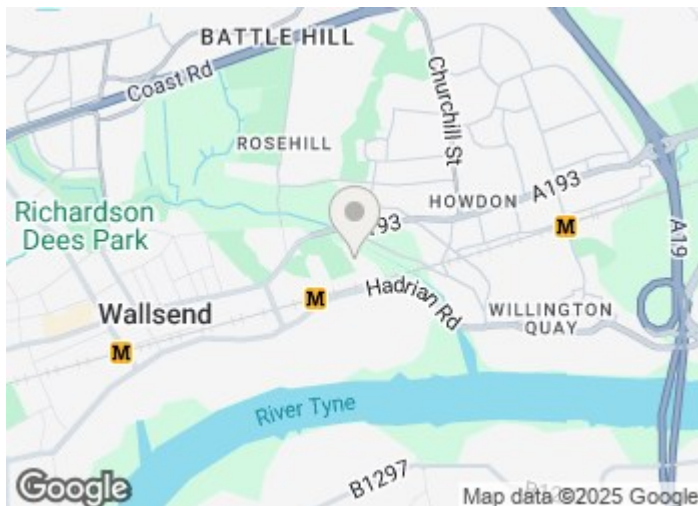 BATTLE HILL
Coast Rd
Churchill St
ROSEHILL
Richardson
Dees Park
HOWDON
A193
A193
A19
M
M
M
Wallsend
Hadrian Rd
WILLINGTON
QUAY
River Tyne
B1297
Google
Map data ©2025 Google